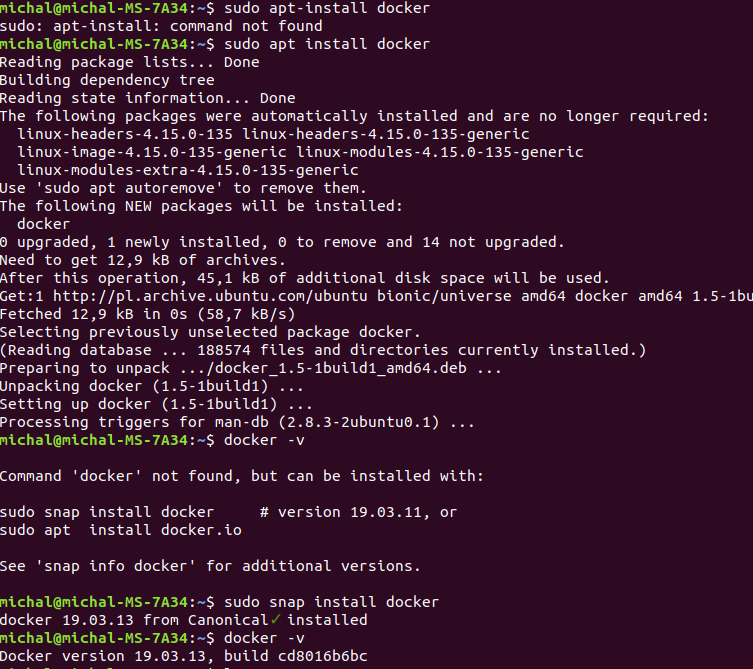 michal@michal-MS-7A34:~$ sudo apt-install docker
sudo: apt-install: command not found
michal@michal-MS-7A34:~$ sudo apt install docker
Reading package lists... Done
Building dependency tree
Reading state information... Done
The following packages were automatically installed and are no longer required:
  linux-headers-4.15.0-135 linux-headers-4.15.0-135-generic
  linux-image-4.15.0-135-generic linux-modules-4.15.0-135-generic
  linux-modules-extra-4.15.0-135-generic
Use 'sudo apt autoremove' to remove them.
The following NEW packages will be installed:
  docker
0 upgraded, 1 newly installed, 0 to remove and 14 not upgraded.
Need to get 12,9 kB of archives.
After this operation, 45,1 kB of additional disk space will be used.
Get:1 http://pl.archive.ubuntu.com/ubuntu bionic/universe amd64 docker amd64 1.5-1bu
Fetched 12,9 kB in 0s (58,7 kB/s)
Selecting previously unselected package docker.
(Reading database ... 188574 files and directories currently installed.)
Preparing to unpack .../docker_1.5-1build1_amd64.deb ...
Unpacking docker (1.5-1build1) ...
Setting up docker (1.5-1build1) ...
Processing triggers for man-db (2.8.3-2ubuntu0.1) ...
michal@michal-MS-7A34:~$ docker -v

Command 'docker' not found, but can be installed with:

sudo snap install docker     # version 19.03.11, or
sudo apt  install docker.io

See 'snap info docker' for additional versions.

michal@michal-MS-7A34:~$ sudo snap install docker
docker 19.03.13 from Canonical✓ installed
michal@michal-MS-7A34:~$ docker -v
Docker version 19.03.13, build cd8016b6bc